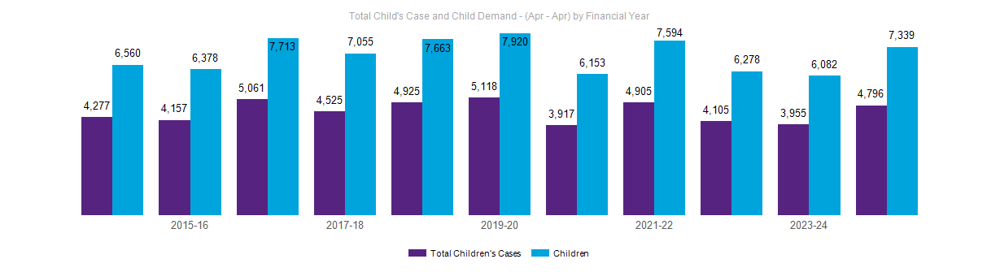 Total Child's Case and Child Demand - (Apr - Apr) by Financial Year
4,277 6,560 4,157 6,378 5,061 7,713 4,525 7,055 4,925 7,663 5,118 7,920 3,917 6,153 4,905 7,594 4,105 6,278 3,955 6,082 4,796 7,339
2015-16 2017-18 2019-20 2021-22 2023-24
Total Children's Cases Children